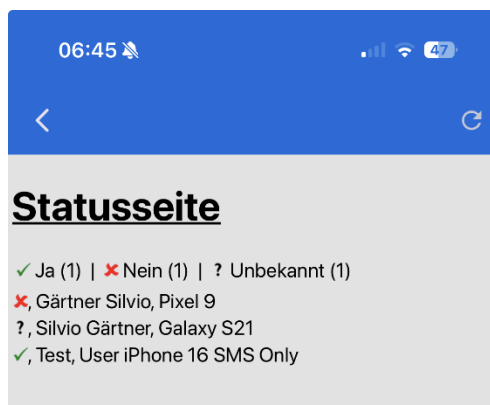 06:45
47
Statusseite
✓ Ja (1) | ✘ Nein (1) | ? Unbekannt (1)
✘, Gärtner Silvio, Pixel 9
?, Silvio Gärtner, Galaxy S21
✓, Test, User iPhone 16 SMS Only